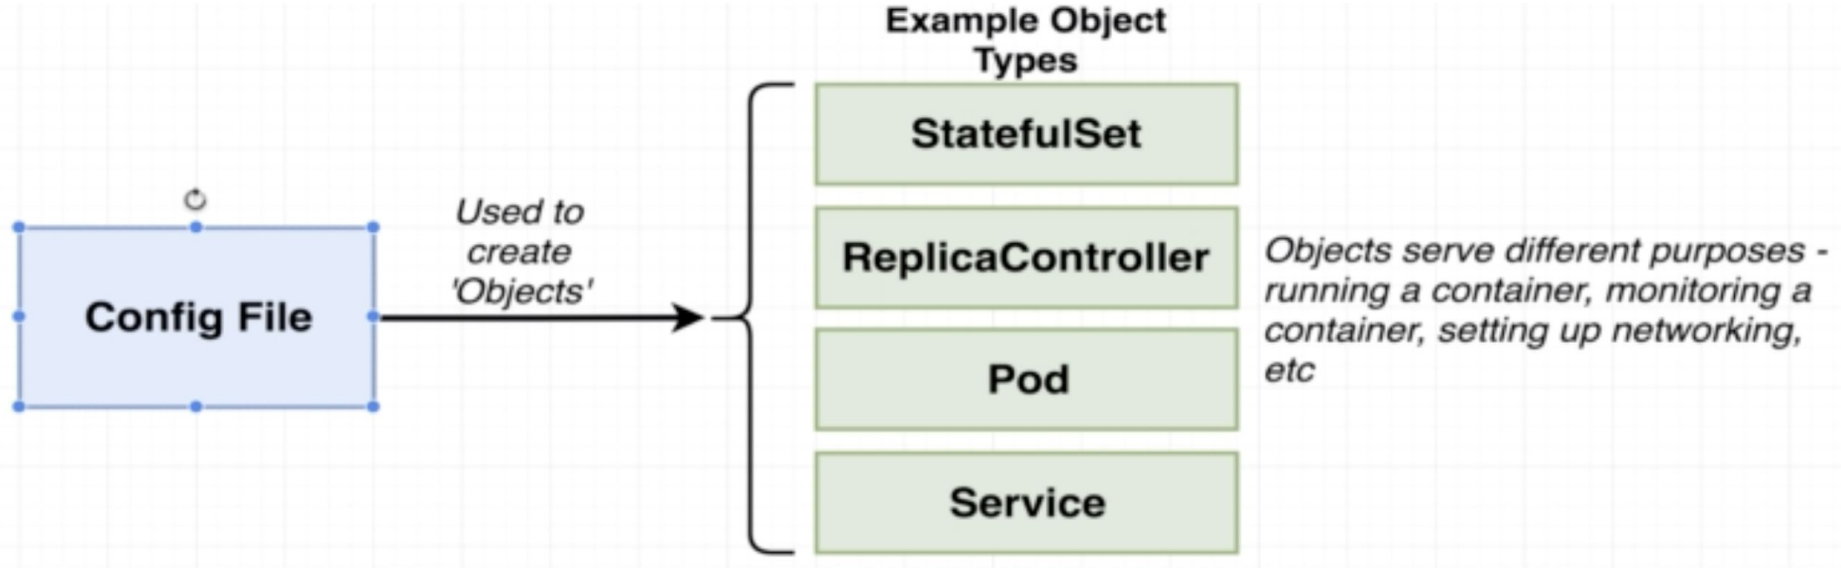 Example Object
Types
StatefulSet
Used to
create
'Objects'
Config File
ReplicaController
Objects serve different purposes -
running a container, monitoring a
container, setting up networking,
etc
Pod
Service